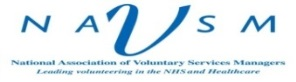 NAVSM
National Association of Voluntary Services Managers
Leading volunteering in the NHS and Healthcare